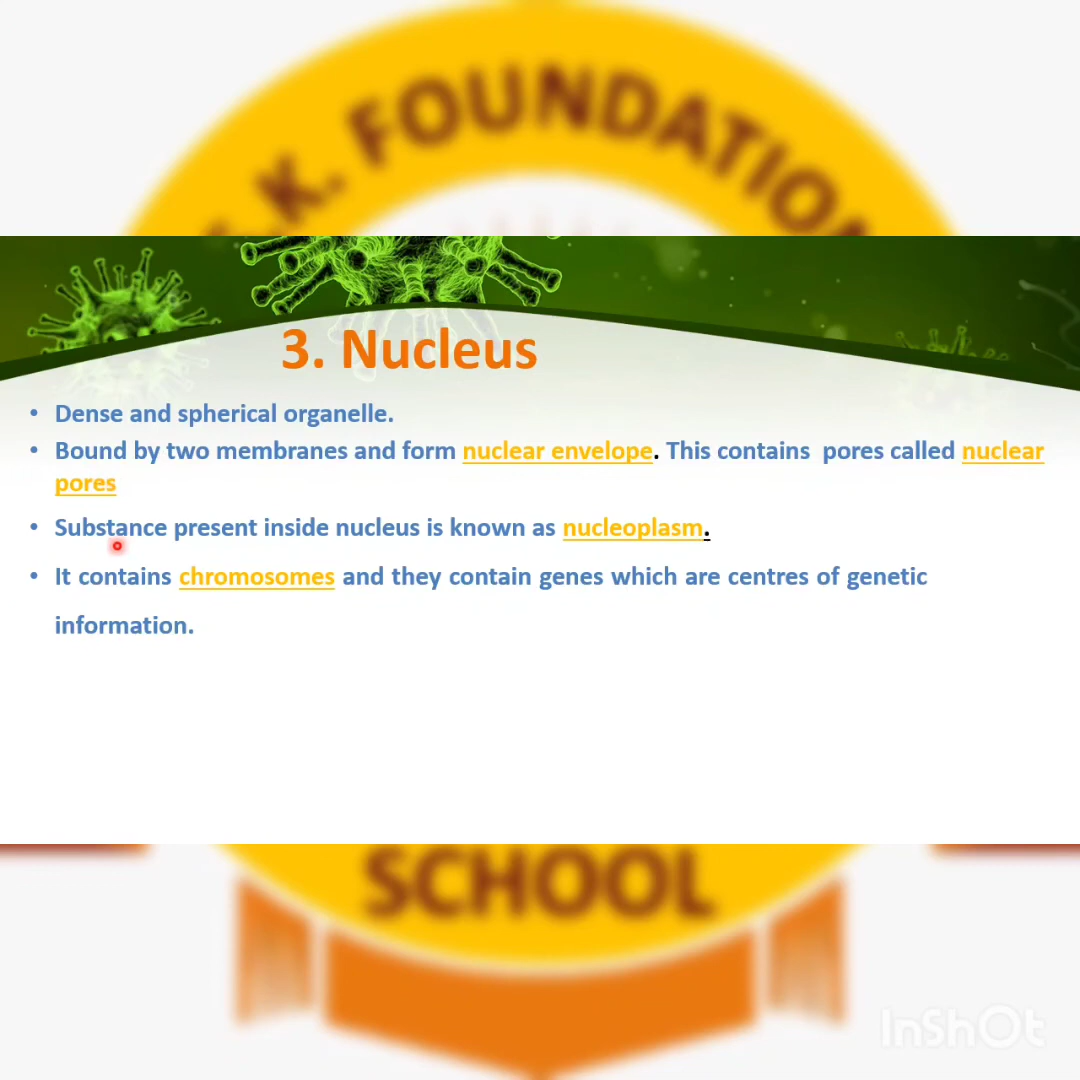 K. FOUNDATION
3. Nucleus
• Dense and spherical organelle.
• Bound by two membranes and form nuclear envelope. This contains pores called nuclear
pores
• Substance present inside nucleus is known as nucleoplasm.
• It contains chromosomes and they contain genes which are centres of genetic
information.
SCHOOL
InShOt